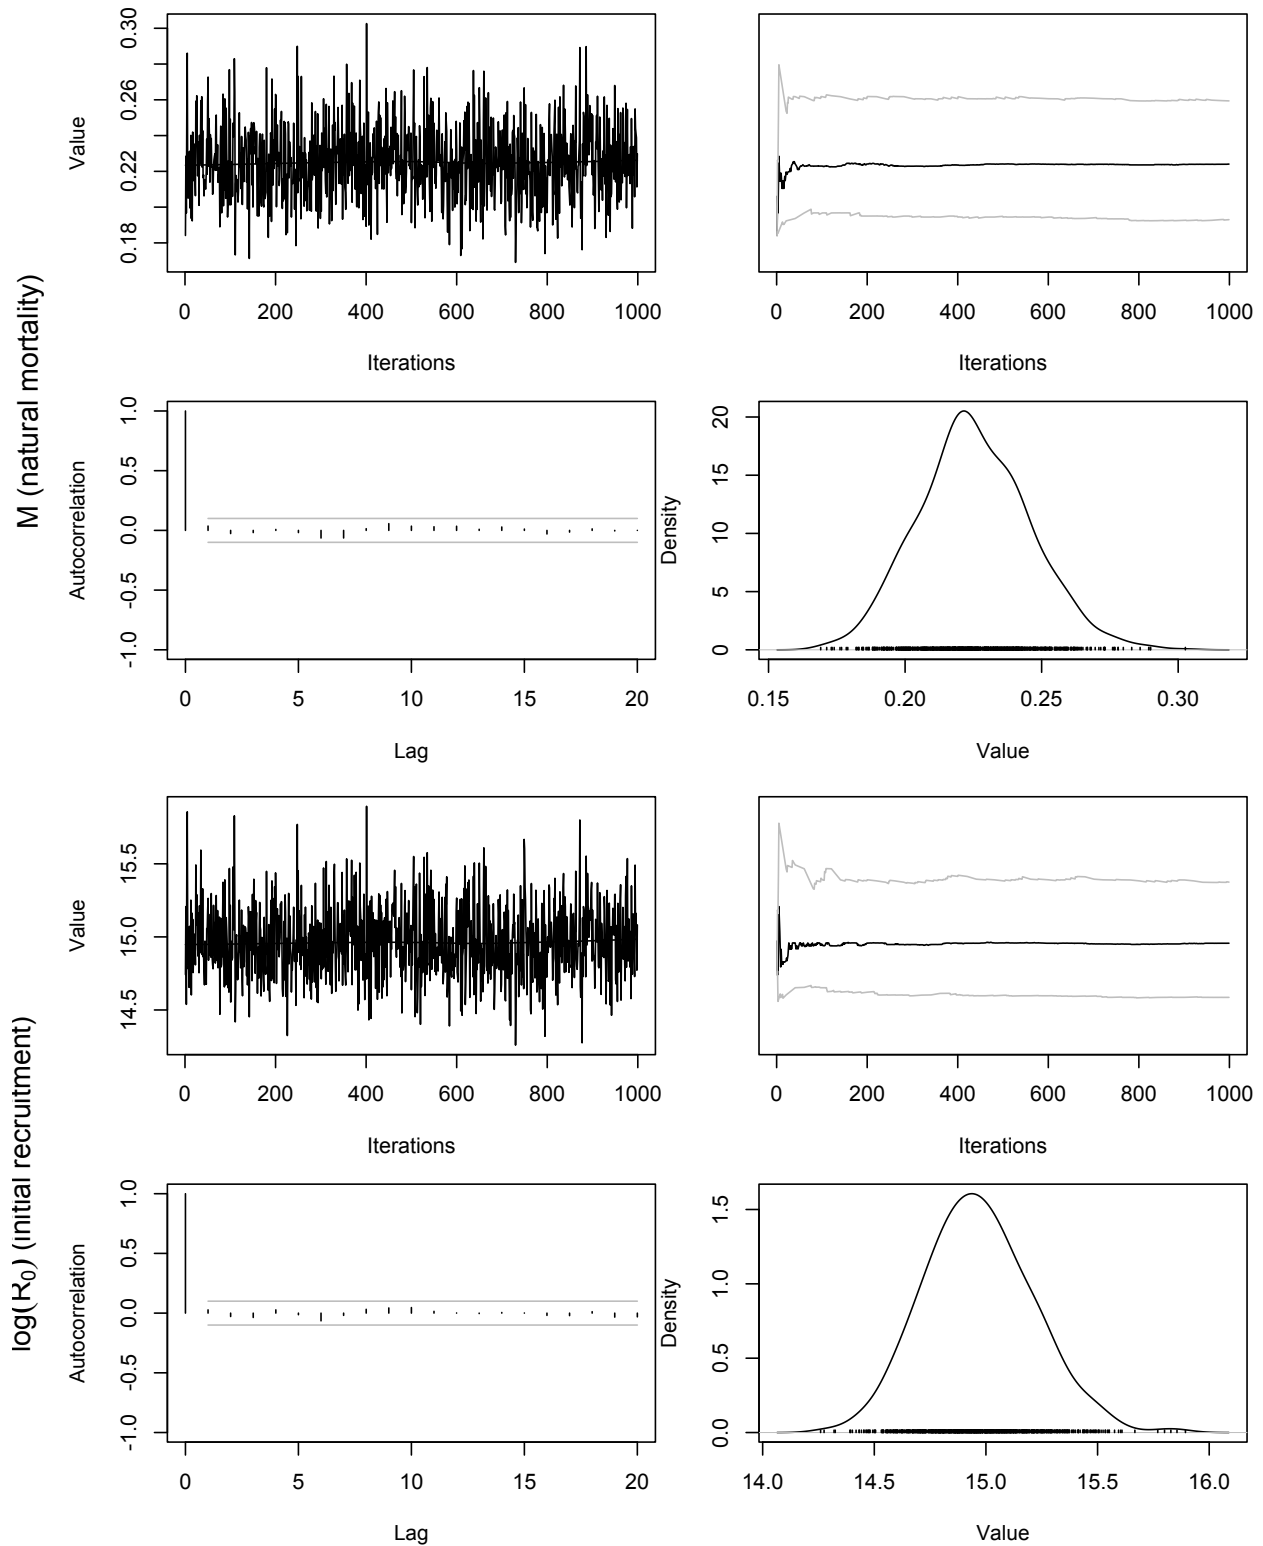 M (natural mortality)
Value
0.18 0.22 0.26 0.30
0 200 400 600 800 1000
Iterations
0 200 400 600 800 1000
Iterations
Autocorrelation
-1.0 -0.5 0.0 0.5 1.0
0 5 10 15 20
Lag
Density
0 5 10 15 20
0.15 0.20 0.25 0.30
Value
log(R0) (initial recruitment)
Value
14.5 15.0 15.5
0 200 400 600 800 1000
Iterations
0 200 400 600 800 1000
Iterations
Autocorrelation
-1.0 -0.5 0.0 0.5 1.0
0 5 10 15 20
Lag
Density
0.0 0.5 1.0 1.5
14.0 14.5 15.0 15.5 16.0
Value